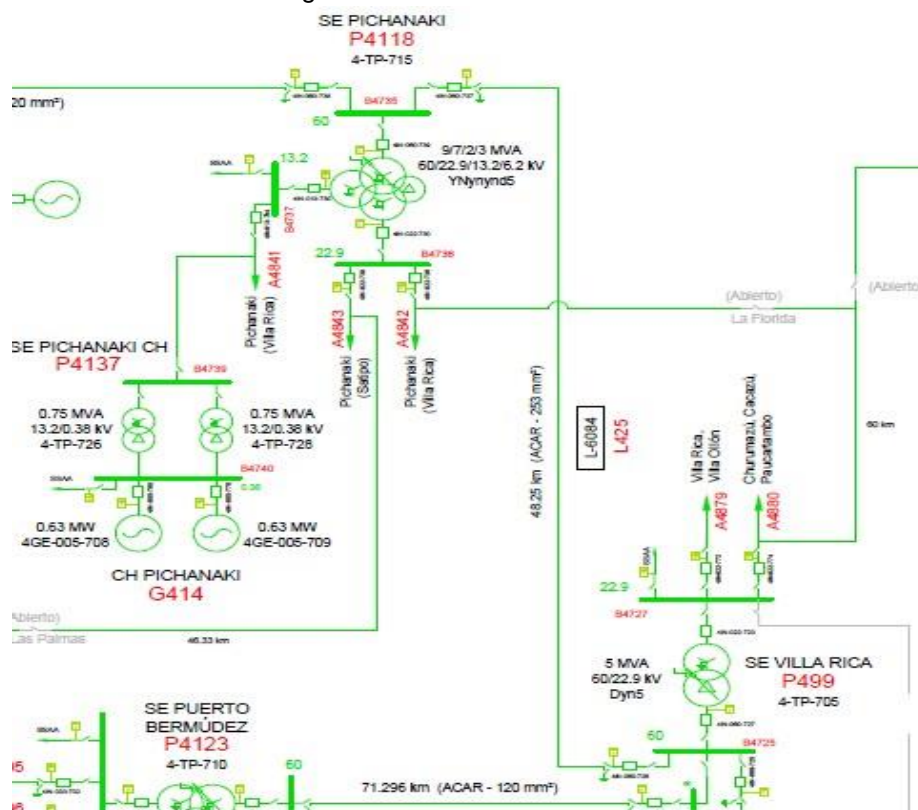 SE PICHANAKI
P4118
4-TP-715
20 mm²)
B4735
60
9/7/2/3 MVA
60/22.9/13.2/6.2 kV
YNynynd5
SSAA
13.2
B4737
22.9
B4736
A4841
Pichanaki
(Villa Rica)
A4843
Pichanaki
(Satipo)
A4842
Pichanaki
(Villa Rica)
(Abierto)
La Florida
(Abierto
SE PICHANAKI CH
P4137
B4739
0.75 MVA
13.2/0.38 kV
4-TP-726
0.75 MVA
13.2/0.38 kV
4-TP-728
B4740
0.38
SSAA
0.63 MW
4GE-005-708
0.63 MW
4GE-005-709
CH PICHANAKI
G414
Abierto)
Las Palmas
46.33 km
48.25 km (ACAR - 253 mm²)
L-6084
L425
60 km
Villa Rica,
Villa Ollón
A4879
Churumazú, Cacazú,
Paucartambo
A4880
SSAA
22.9
B4727
5 MVA
60/22.9 kV
Dyn5
SE VILLA RICA
P499
4-TP-705
60
B4725
SE PUERTO
BERMÚDEZ
P4123
4-TP-710
SSAA
60
71.296 km (ACAR - 120 mm²)